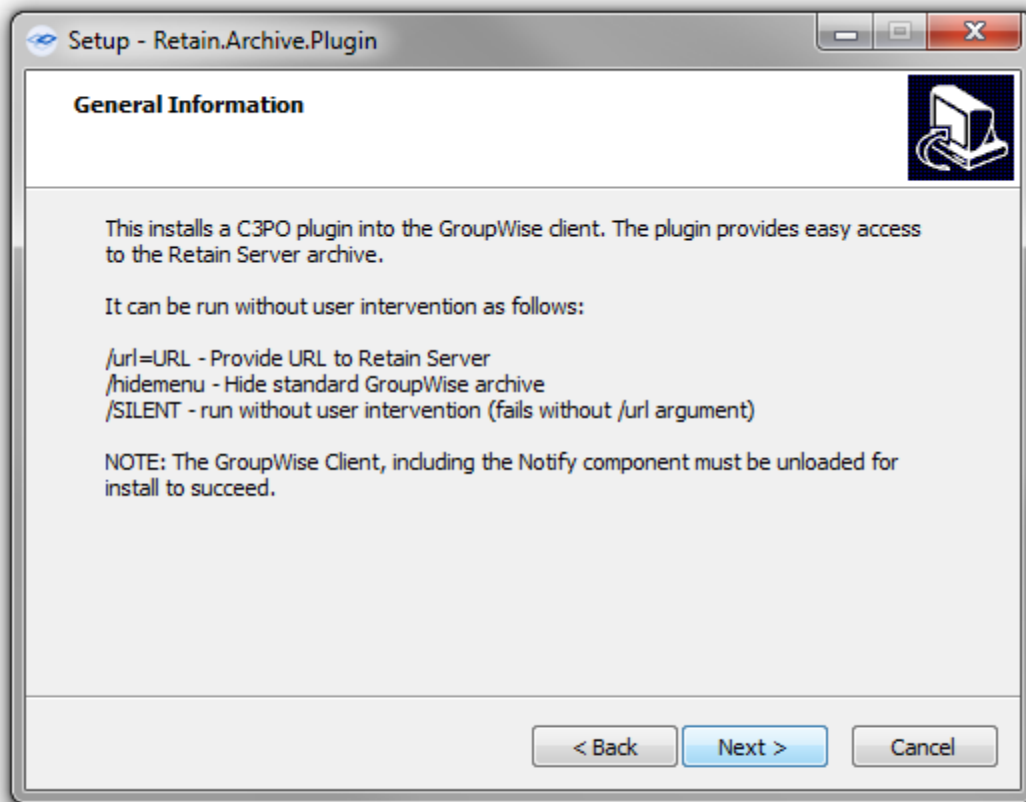 Setup - Retain.Archive.Plugin
General Information
This installs a C3PO plugin into the GroupWise client. The plugin provides easy access
to the Retain Server archive.
It can be run without user intervention as follows:
/url=URL - Provide URL to Retain Server
/hidemenu - Hide standard GroupWise archive
/SILENT - run without user intervention (fails without /url argument)
NOTE: The GroupWise Client, including the Notify component must be unloaded for
install to succeed.
< Back Next > Cancel